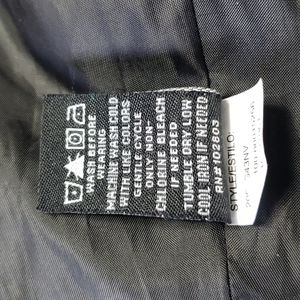 WASH BEFORE
WEARING
MACHINE WASH COLD
WITH LIKE COLORS
GENTLE CYCLE
ONLY NON-
CHLORINE BLEACH
IF NEEDED
TUMBLE DRY LOW
COOL IRON IF NEEDED
RN#102803
STYLE/ESTILO: